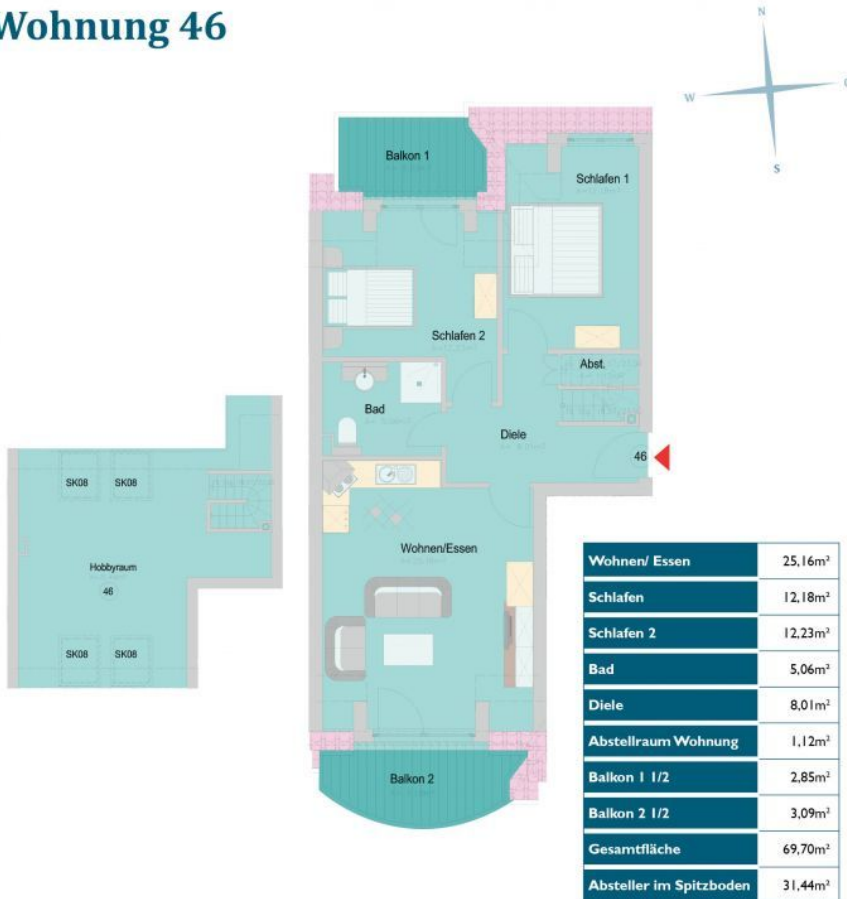 Wohnung 46
N
W
S
Balkon 1
Schlafen 1
Schlafen 2
Abst.
Bad
Diele
46
SK08 SK08
Wohnen/Essen
Hobbyraum
46
SK08 SK08
Balkon 2
Wohnen/ Essen 25,16m²
Schlafen 12,18m²
Schlafen 2 12,23m²
Bad 5,06m²
Diele 8,01m²
Abstellraum Wohnung 1,12m²
Balkon 1 1/2 2,85m²
Balkon 2 1/2 3,09m²
Gesamtfläche 69,70m²
Absteller im Spitzboden 31,44m²